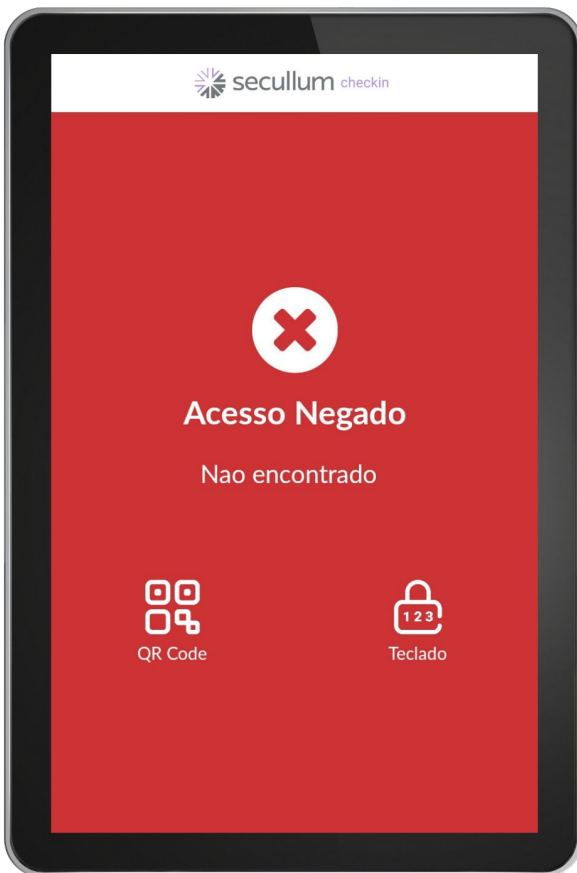 secullum checkin
Acesso Negado
Nao encontrado
123
QR Code
Teclado